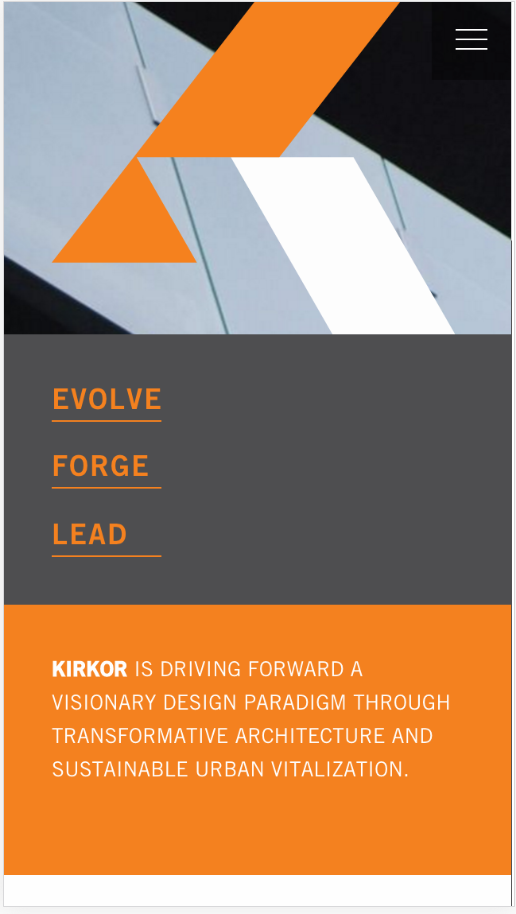 EVOLVE
FORGE
LEAD
KIRKOR IS DRIVING FORWARD A
VISIONARY DESIGN PARADIGM THROUGH
TRANSFORMATIVE ARCHITECTURE AND
SUSTAINABLE URBAN VITALIZATION.